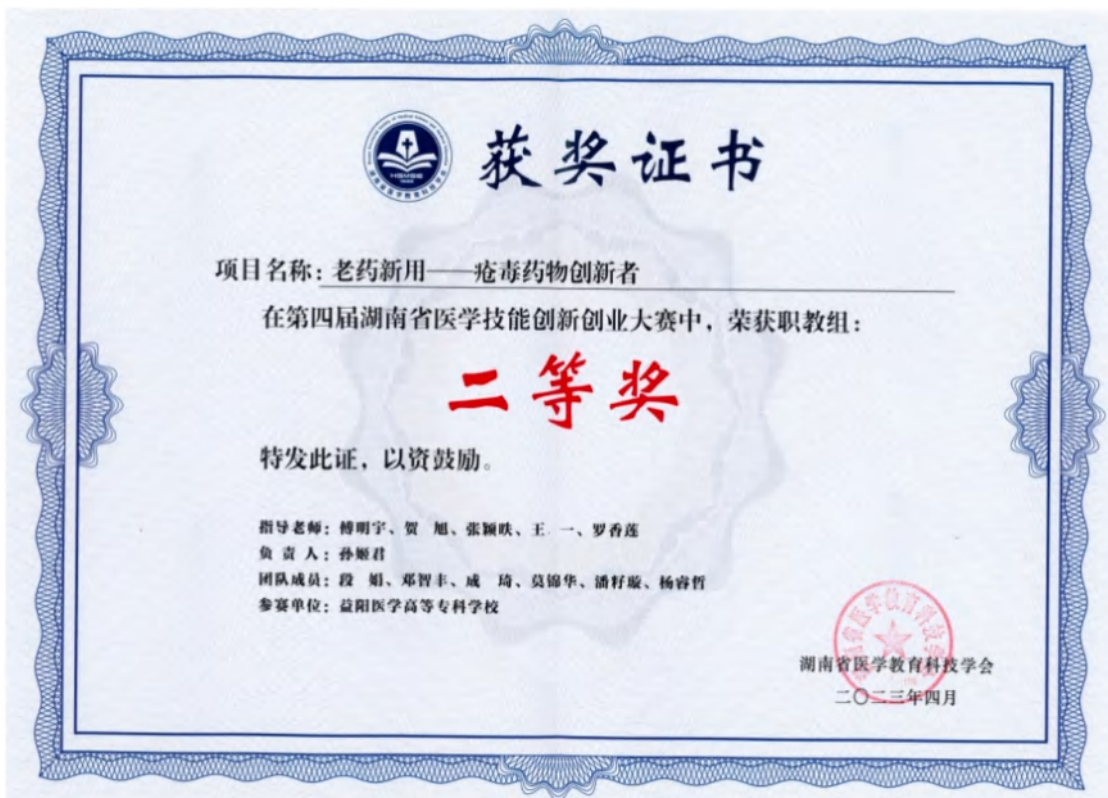 获奖证书
项目名称：老药新用——疮毒药物创新者
在第四届湖南省医学技能创新创业大赛中，荣获职教组：
二等奖
特发此证，以资鼓励。
指导老师：傅明宇、贺 旭、张颖昳、王 一、罗香莲
负 责 人：孙姬君
团队成员：段 娟、邓智丰、成 琦、莫锦华、潘籽璇、杨睿哲
参赛单位：益阳医学高等专科学校
湖南省医学教育科技学会
二〇二三年四月